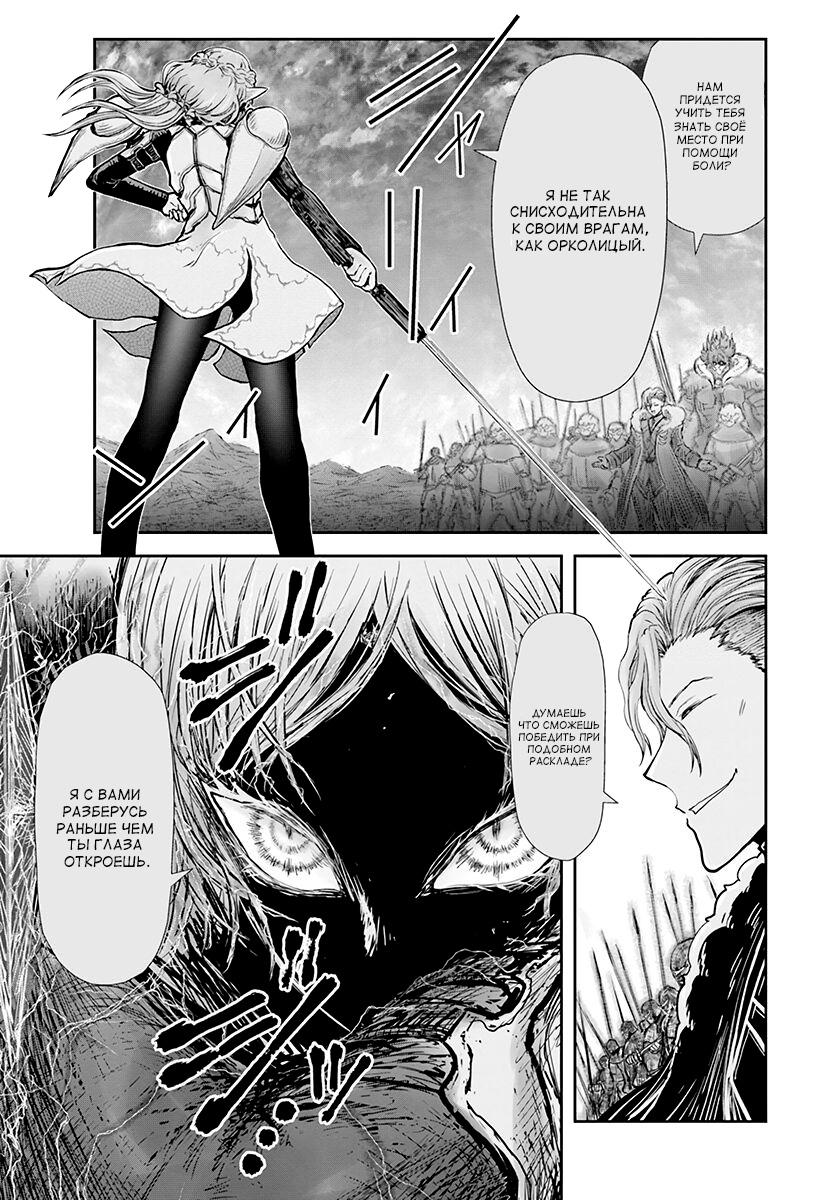 НАМ
ПРИДЕТСЯ
УЧИТЬ ТЕБЯ
ЗНАТЬ СВОЁ
МЕСТО ПРИ
ПОМОЩИ
БОЛИ?
Я НЕ ТАК
СНИСХОДИТЕЛЬНА
К СВОИМ ВРАГАМ,
КАК ОРКОЛИЦЫЙ.
ДУМАЕШЬ
ЧТО СМОЖЕШЬ
ПОБЕДИТЬ ПРИ
ПОДОБНОМ
РАСКЛАДЕ?
Я С ВАМИ
РАЗБЕРУСЬ
РАНЬШЕ ЧЕМ
ТЫ ГЛАЗА
ОТКРОЕШЬ.